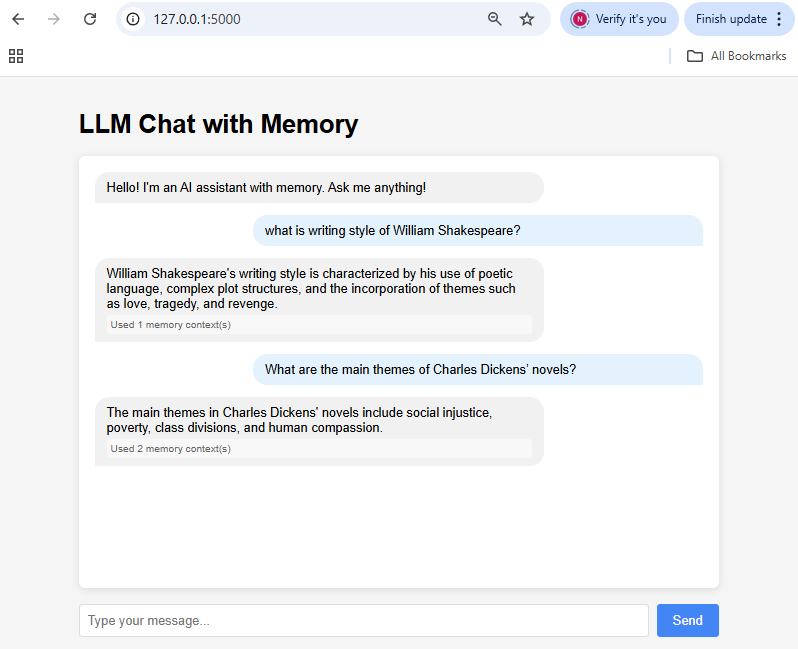 127.0.0.1:5000
N
Verify it's you
Finish update
All Bookmarks
LLM Chat with Memory
Hello! I'm an AI assistant with memory. Ask me anything!
what is writing style of William Shakespeare?
William Shakespeare's writing style is characterized by his use of poetic
language, complex plot structures, and the incorporation of themes such
as love, tragedy, and revenge.
Used 1 memory context(s)
What are the main themes of Charles Dickens’ novels?
The main themes in Charles Dickens' novels include social injustice,
poverty, class divisions, and human compassion.
Used 2 memory context(s)
Type your message...
Send